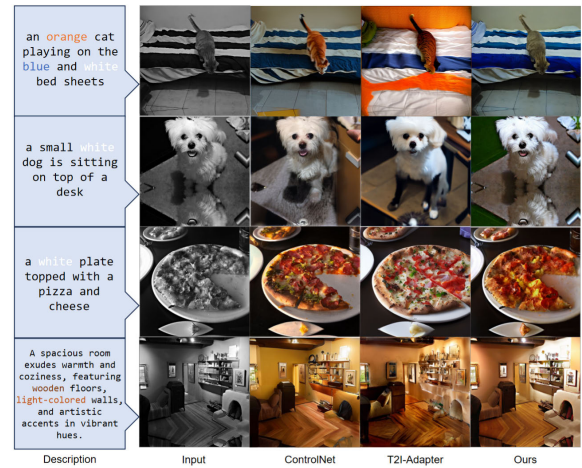 an orange cat
playing on the
blue and white
bed sheets
a small white
dog is sitting
on top of a
desk
a white plate
topped with a
pizza and
cheese
A spacious room
exudes warmth and
coziness, featuring
wooden floors,
light-colored walls,
and artistic
accents in vibrant
hues.
Description Input ControlNet T2I-Adapter Ours